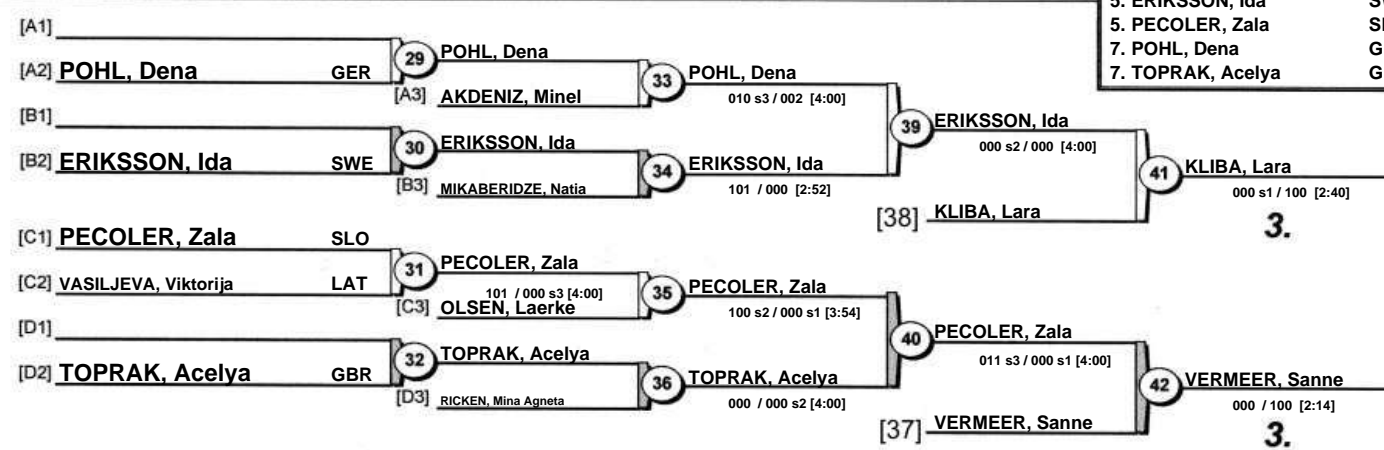 5. ERIKSSON, Ida
5. PECOLER, Zala
7. POHL, Dena G
7. TOPRAK, Acelya G
[A1]
[A2] POHL, Dena GER
29
POHL, Dena
[A3] AKDENIZ, Minel
33
POHL, Dena
010 s3 / 002 [4:00]
[B1]
[B2] ERIKSSON, Ida SWE
30
ERIKSSON, Ida
[B3] MIKABERIDZE, Natia
34
ERIKSSON, Ida
101 / 000 [2:52]
39
ERIKSSON, Ida
000 s2 / 000 [4:00]
[38] KLIBA, Lara
41
KLIBA, Lara
000 s1 / 100 [2:40]
3.
[C1] PECOLER, Zala SLO
[C2] VASILJEVA, Viktorija LAT
31
PECOLER, Zala
101 / 000 s3 [4:00]
[C3] OLSEN, Laerke
35
PECOLER, Zala
100 s2 / 000 s1 [3:54]
[D1]
[D2] TOPRAK, Acelya GBR
32
TOPRAK, Acelya
[D3] RICKEN, Mina Agneta
36
TOPRAK, Acelya
000 / 000 s2 [4:00]
40
PECOLER, Zala
011 s3 / 000 s1 [4:00]
[37] VERMEER, Sanne
42
VERMEER, Sanne
000 / 100 [2:14]
3.